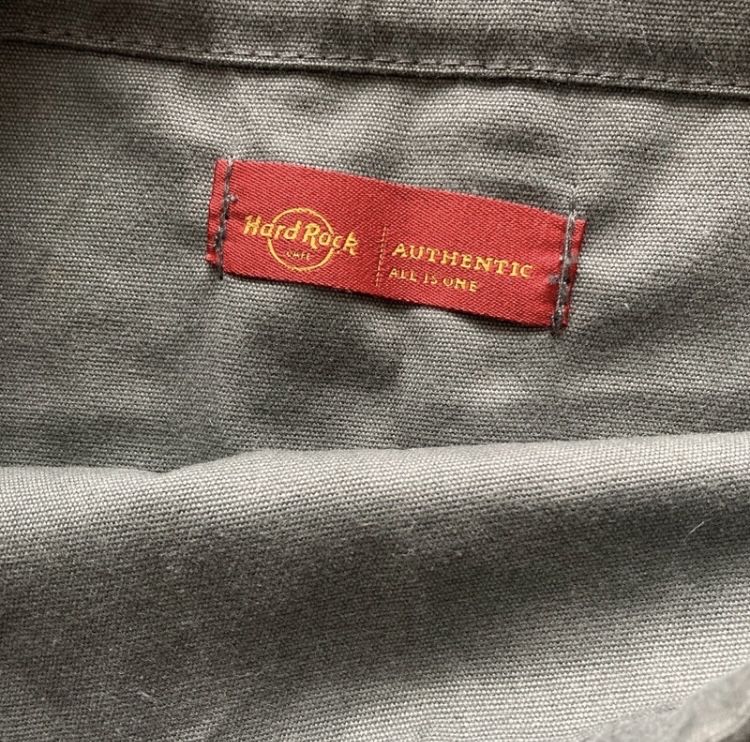 Hard Rock
CAFE
AUTHENTIC
ALL IS ONE